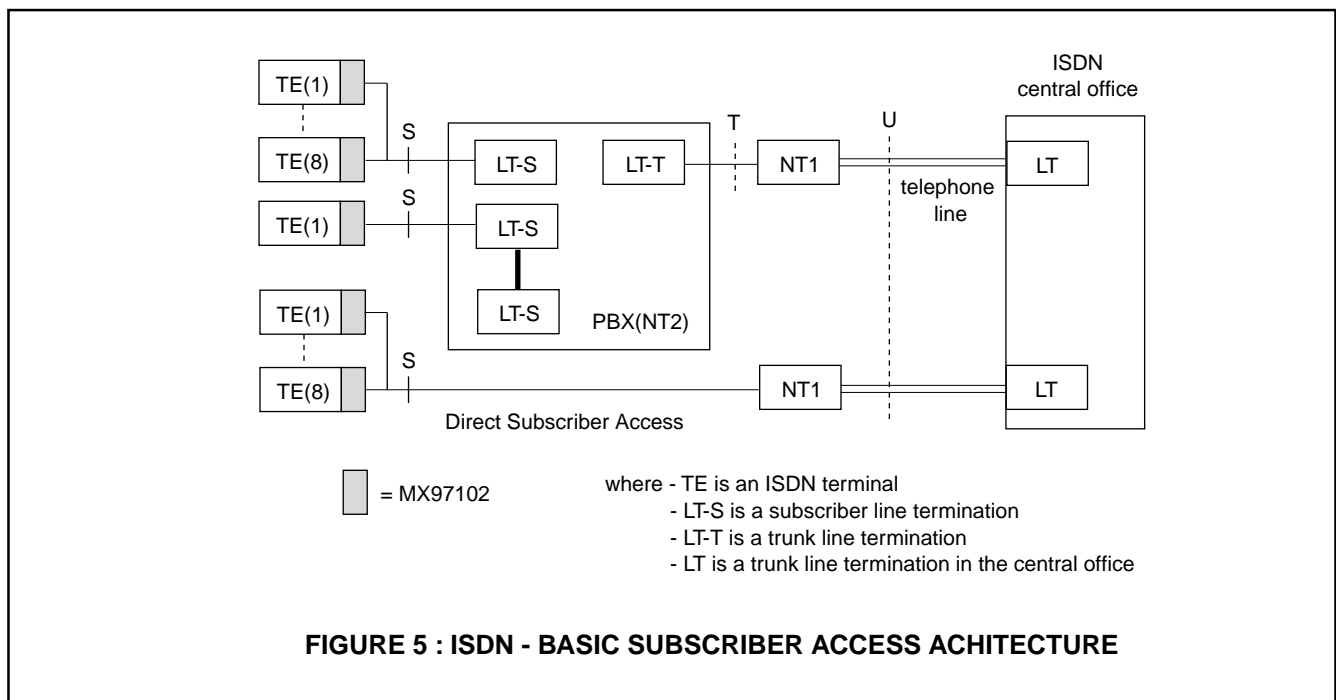 TE(1)
TE(8)
TE(1)
TE(1)
TE(8)
S
S
S
LT-S
LT-T
LT-S
LT-S
PBX(NT2)
T
NT1
U
telephone
line
ISDN
central office
LT
NT1
LT
Direct Subscriber Access
= MX97102
where - TE is an ISDN terminal
- LT-S is a subscriber line termination
- LT-T is a trunk line termination
- LT is a trunk line termination in the central office
FIGURE 5 : ISDN - BASIC SUBSCRIBER ACCESS ACHITECTURE